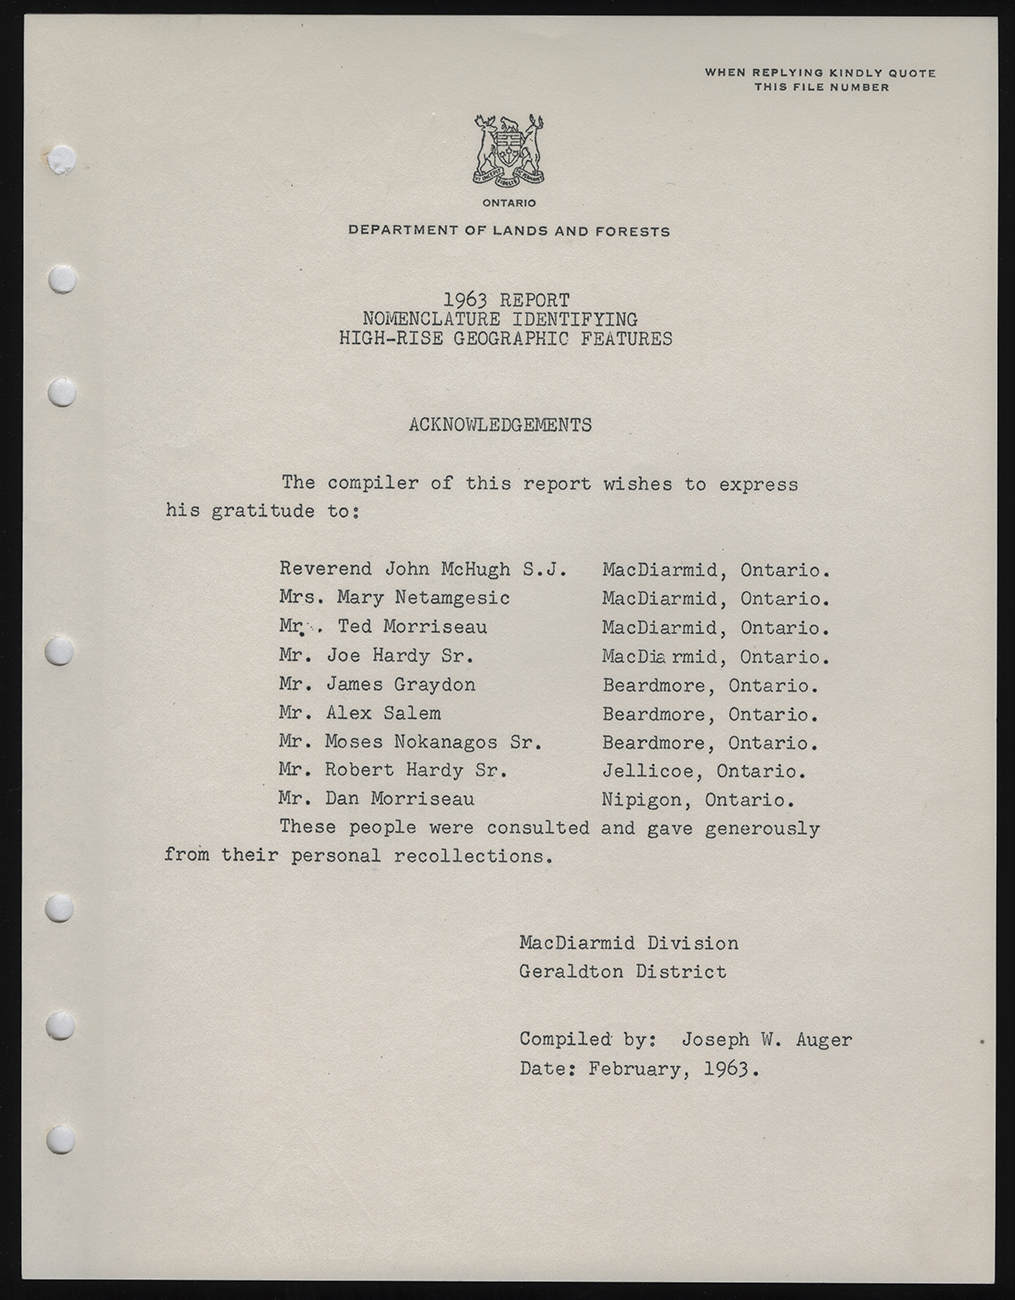 WHEN REPLYING KINDLY QUOTE
THIS FILE NUMBER
ONTARIO
DEPARTMENT OF LANDS AND FORESTS
1963 REPORT
NOMENCLATURE IDENTIFYING
HIGH-RISE GEOGRAPHIC FEATURES
ACKNOWLEDGEMENTS
The compiler of this report wishes to express
his gratitude to:
Reverend John McHugh S.J. MacDiarmid, Ontario.
Mrs. Mary Netamgesic MacDiarmid, Ontario.
Mr. . Ted Morriseau MacDiarmid, Ontario.
Mr. Joe Hardy Sr. MacDiarmid, Ontario.
Mr. James Graydon Beardmore, Ontario.
Mr. Alex Salem Beardmore, Ontario.
Mr. Moses Nokanagos Sr. Beardmore, Ontario.
Mr. Robert Hardy Sr. Jellicoe, Ontario.
Mr. Dan Morriseau Nipigon, Ontario.
These people were consulted and gave generously
from their personal recollections.
MacDiarmid Division
Geraldton District
Compiled by: Joseph W. Auger
Date: February, 1963.